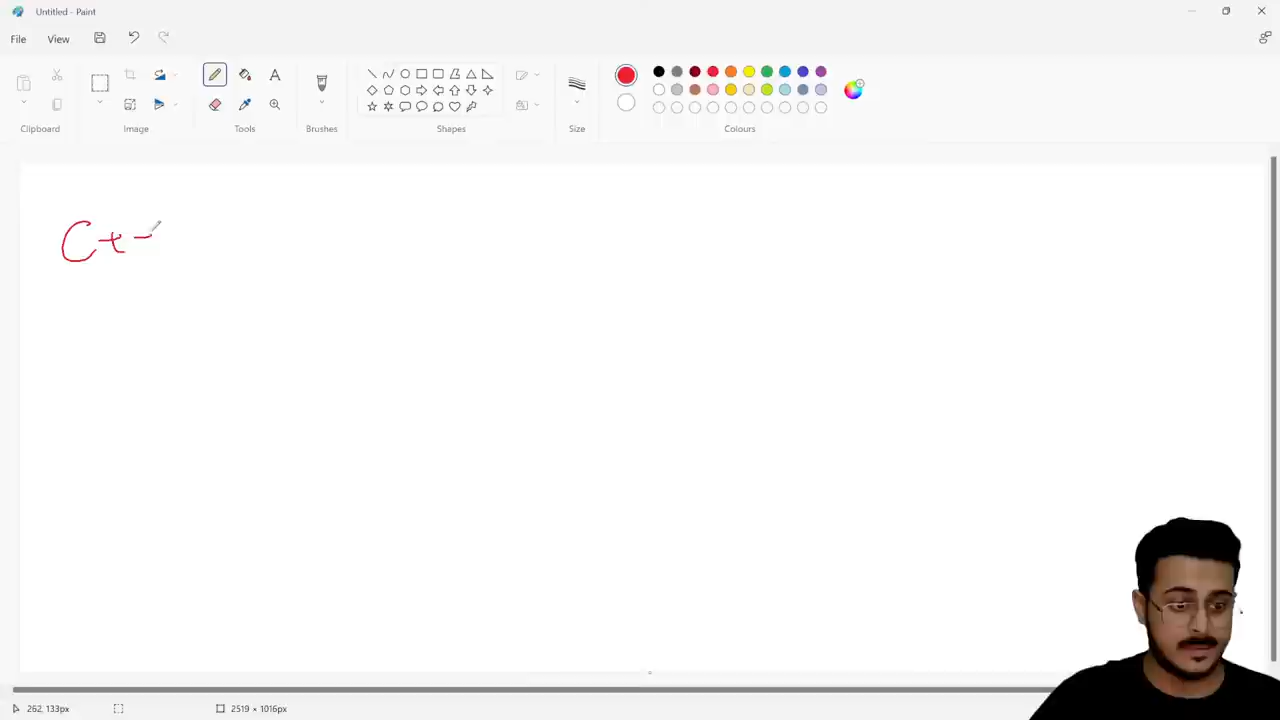 Untitled - Paint
File View
Clipboard Image Tools Brushes Shapes Size Colours
A
C+-
262, 133px 2519 × 1016px